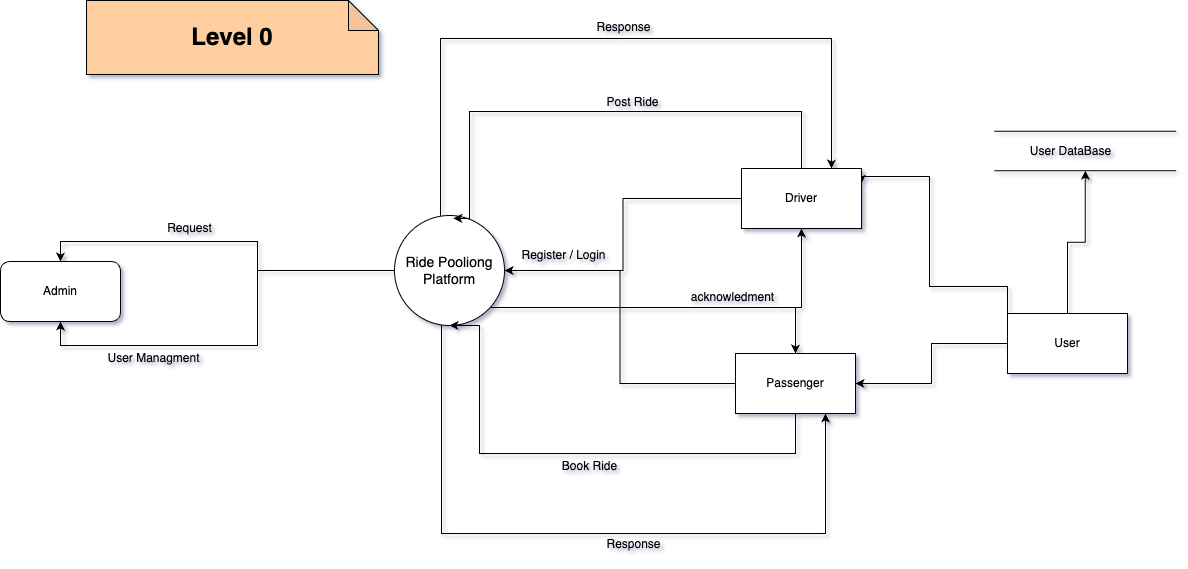 Level 0
Response
Post Ride
User DataBase
Driver
Request
Register / Login
Ride Pooliong
Platform
Admin
acknowledment
User
User Managment
Passenger
Book Ride
Response